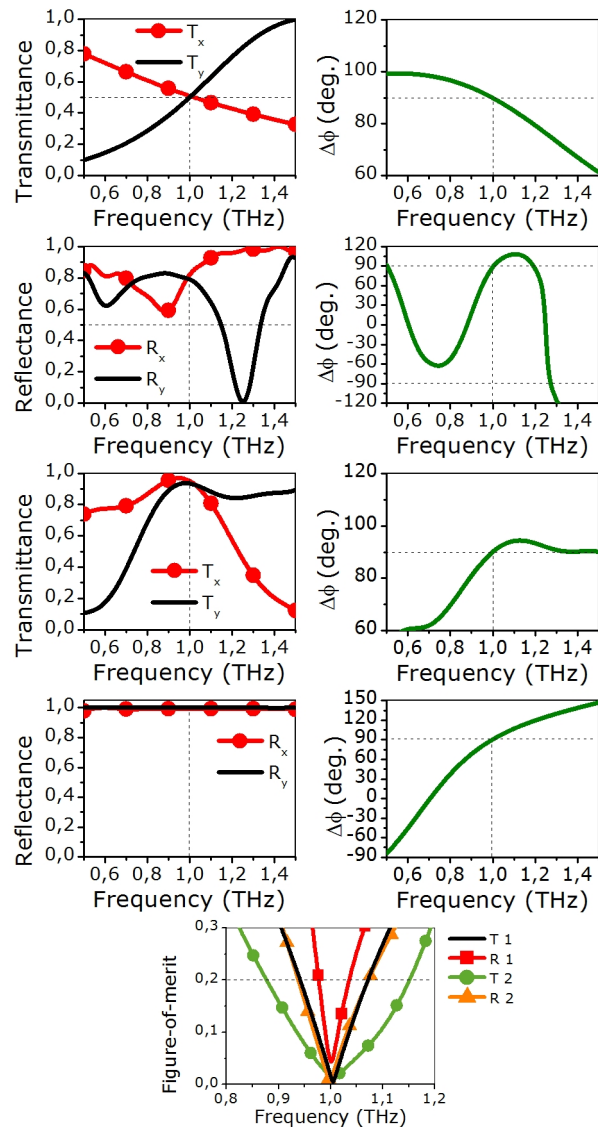 1,0
0,8
0,6
0,4
0,2
0,0
Transmittance
T_x
T_y
0,6 0,8 1,0 1,2 1,4
Frequency (THz)
120
100
80
60
Δϕ (deg.)
0,6 0,8 1,0 1,2 1,4
Frequency (THz)
1,0
0,8
0,6
0,4
0,2
0,0
Reflectance
R_x
R_y
0,6 0,8 1,0 1,2 1,4
Frequency (THz)
120
90
60
30
0
-30
-60
-90
-120
Δϕ (deg.)
0,6 0,8 1,0 1,2 1,4
Frequency (THz)
1,0
0,8
0,6
0,4
0,2
0,0
Transmittance
T_x
T_y
0,6 0,8 1,0 1,2 1,4
Frequency (THz)
120
100
80
60
Δϕ (deg.)
0,6 0,8 1,0 1,2 1,4
Frequency (THz)
1,0
0,8
0,6
0,4
0,2
0,0
Reflectance
R_x
R_y
0,6 0,8 1,0 1,2 1,4
Frequency (THz)
150
120
90
60
30
0
-30
-60
-90
Δϕ (deg.)
0,6 0,8 1,0 1,2 1,4
Frequency (THz)
0,3
0,2
0,1
0,0
Figure-of-merit
T 1
R 1
T 2
R 2
0,8 0,9 1,0 1,1 1,2
Frequency (THz)